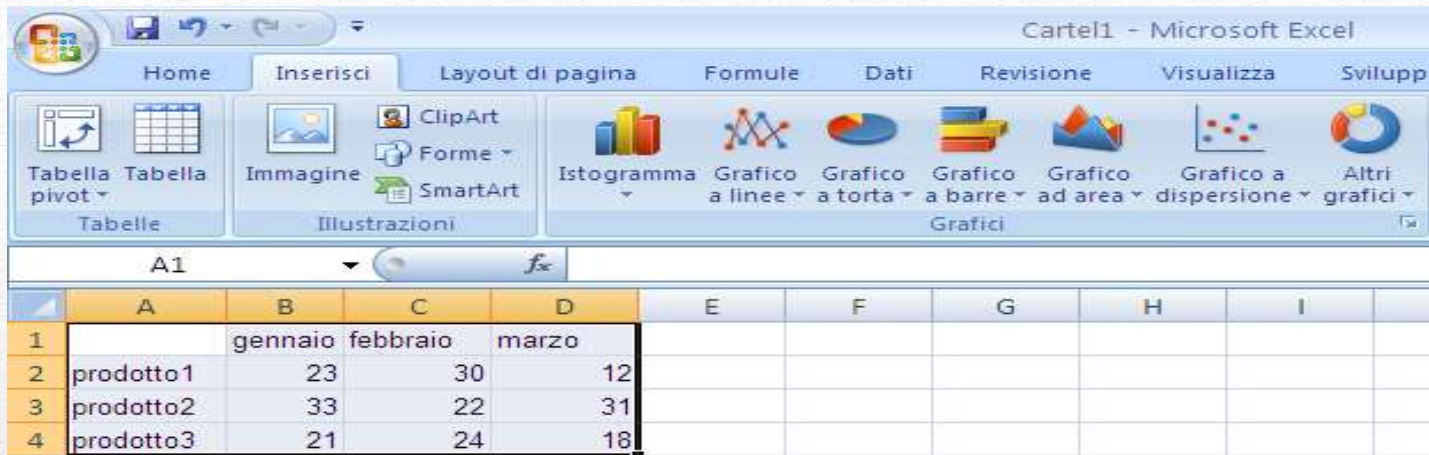 Cartel1 - Microsoft Excel
Home Inserisci Layout di pagina Formule Dati Revisione Visualizza Svilupp
Tabella pivot Tabella Immagine ClipArt Forme SmartArt Istogramma Grafico a linee Grafico a torta Grafico a barre Grafico ad area Grafico a dispersione Altri grafici
Tabelle Illustrazioni Grafici
A1 fx
A B C D E F G H I
1 gennaio febbraio marzo
2 prodotto1 23 30 12
3 prodotto2 33 22 31
4 prodotto3 21 24 18